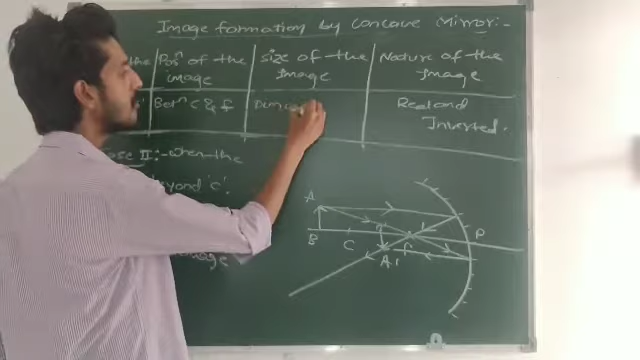 Image formation by concave Mirror:-
the Posn of the image
size of the Image
Nature of the Image
Betn C & F
Real and Inverted.
II:- when the
beyond 'c'.
A
B
C
F
P
A'